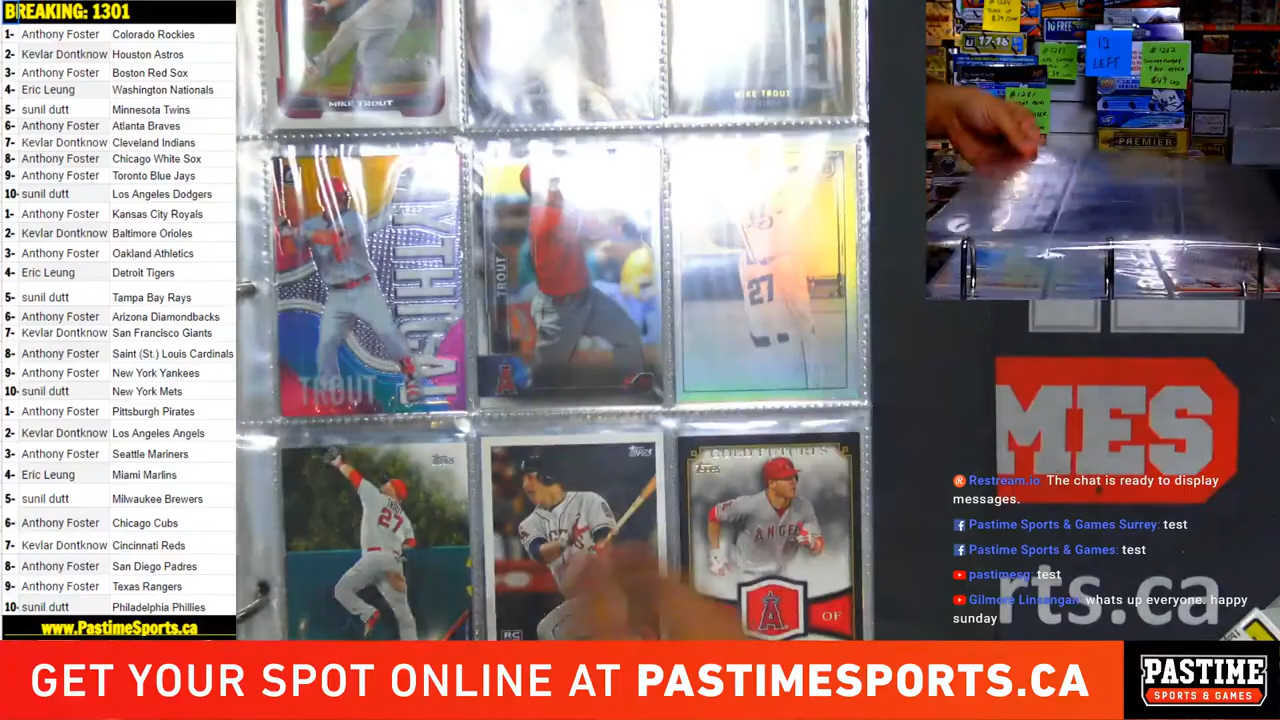 BREAKING: 1301
1- Anthony Foster Colorado Rockies
2- Kevlar Dontknow Houston Astros
3- Anthony Foster Boston Red Sox
4- Eric Leung Washington Nationals
5- sunil dutt Minnesota Twins
6- Anthony Foster Atlanta Braves
7- Kevlar Dontknow Cleveland Indians
8- Anthony Foster Chicago White Sox
9- Anthony Foster Toronto Blue Jays
10- sunil dutt Los Angeles Dodgers
1- Anthony Foster Kansas City Royals
2- Kevlar Dontknow Baltimore Orioles
3- Anthony Foster Oakland Athletics
4- Eric Leung Detroit Tigers
5- sunil dutt Tampa Bay Rays
6- Anthony Foster Arizona Diamondbacks
7- Kevlar Dontknow San Francisco Giants
8- Anthony Foster Saint (St.) Louis Cardinals
9- Anthony Foster New York Yankees
10- sunil dutt New York Mets
1- Anthony Foster Pittsburgh Pirates
2- Kevlar Dontknow Los Angeles Angels
3- Anthony Foster Seattle Mariners
4- Eric Leung Miami Marlins
5- sunil dutt Milwaukee Brewers
6- Anthony Foster Chicago Cubs
7- Kevlar Dontknow Cincinnati Reds
8- Anthony Foster San Diego Padres
9- Anthony Foster Texas Rangers
10- sunil dutt Philadelphia Phillies
www.PastimeSports.ca
MIKE TROUT
MIKE TROUT
TROUT
TROUT
27
Topps
27
Topps
RC
GOLD FUTURES
Topps
ANGE
A
OF
17-18
12
LEFT
PREMIER
MES
rts.ca
Restream.io The chat is ready to display
messages.
Pastime Sports & Games Surrey: test
Pastime Sports & Games: test
pastimesg: test
Gilmore Linsangan: whats up everyone. happy
sunday
GET YOUR SPOT ONLINE AT PASTIMESPORTS.CA
PASTIME
SPORTS & GAMES